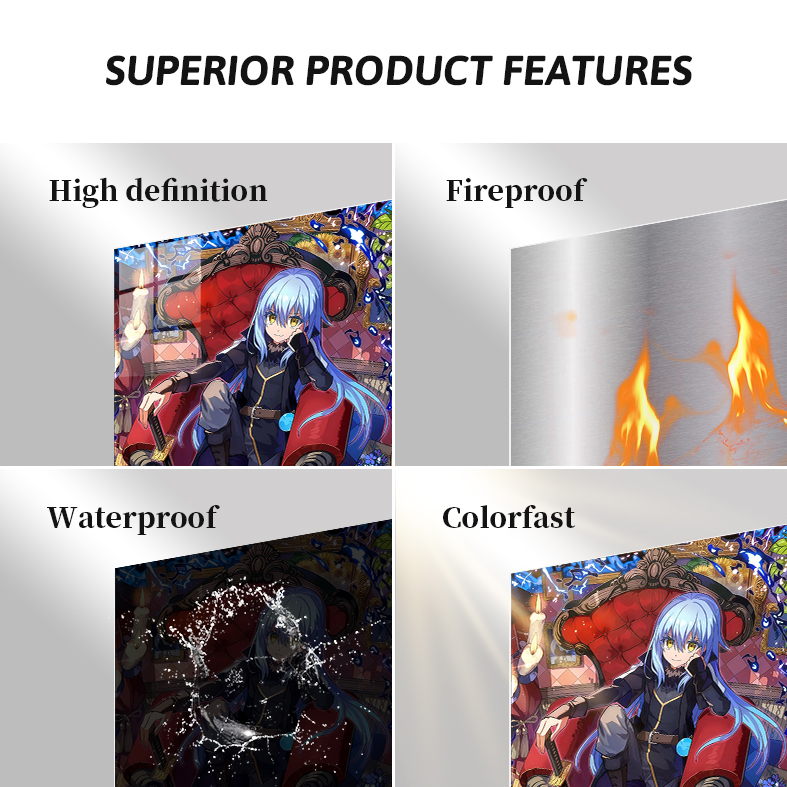 SUPERIOR PRODUCT FEATURES
High definition
Fireproof
Waterproof
Colorfast